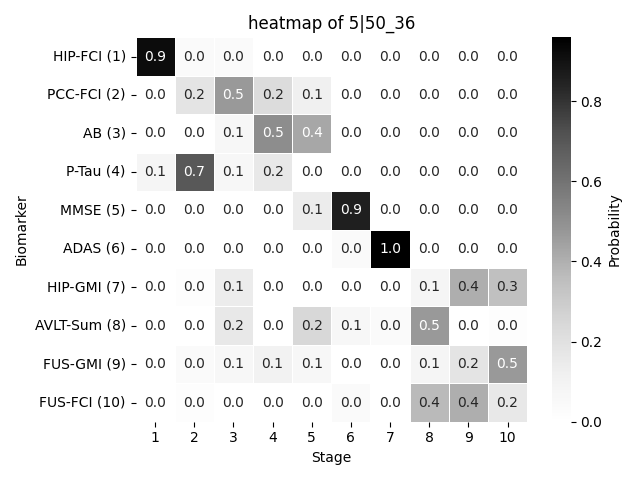 heatmap of 5|50_36
HIP-FCI (1) 0.9 0.0 0.0 0.0 0.0 0.0 0.0 0.0 0.0 0.0
PCC-FCI (2) 0.0 0.2 0.5 0.2 0.1 0.0 0.0 0.0 0.0 0.0
AB (3) 0.0 0.0 0.1 0.5 0.4 0.0 0.0 0.0 0.0 0.0
P-Tau (4) 0.1 0.7 0.1 0.2 0.0 0.0 0.0 0.0 0.0 0.0
MMSE (5) 0.0 0.0 0.0 0.0 0.1 0.9 0.0 0.0 0.0 0.0
ADAS (6) 0.0 0.0 0.0 0.0 0.0 0.0 1.0 0.0 0.0 0.0
HIP-GMI (7) 0.0 0.0 0.1 0.0 0.0 0.0 0.0 0.1 0.4 0.3
AVLT-Sum (8) 0.0 0.0 0.2 0.0 0.2 0.1 0.0 0.5 0.0 0.0
FUS-GMI (9) 0.0 0.0 0.1 0.1 0.1 0.0 0.0 0.1 0.2 0.5
FUS-FCI (10) 0.0 0.0 0.0 0.0 0.0 0.0 0.0 0.4 0.4 0.2
1 2 3 4 5 6 7 8 9 10
Stage
Biomarker
0.8
0.6
0.4
0.2
0.0
Probability